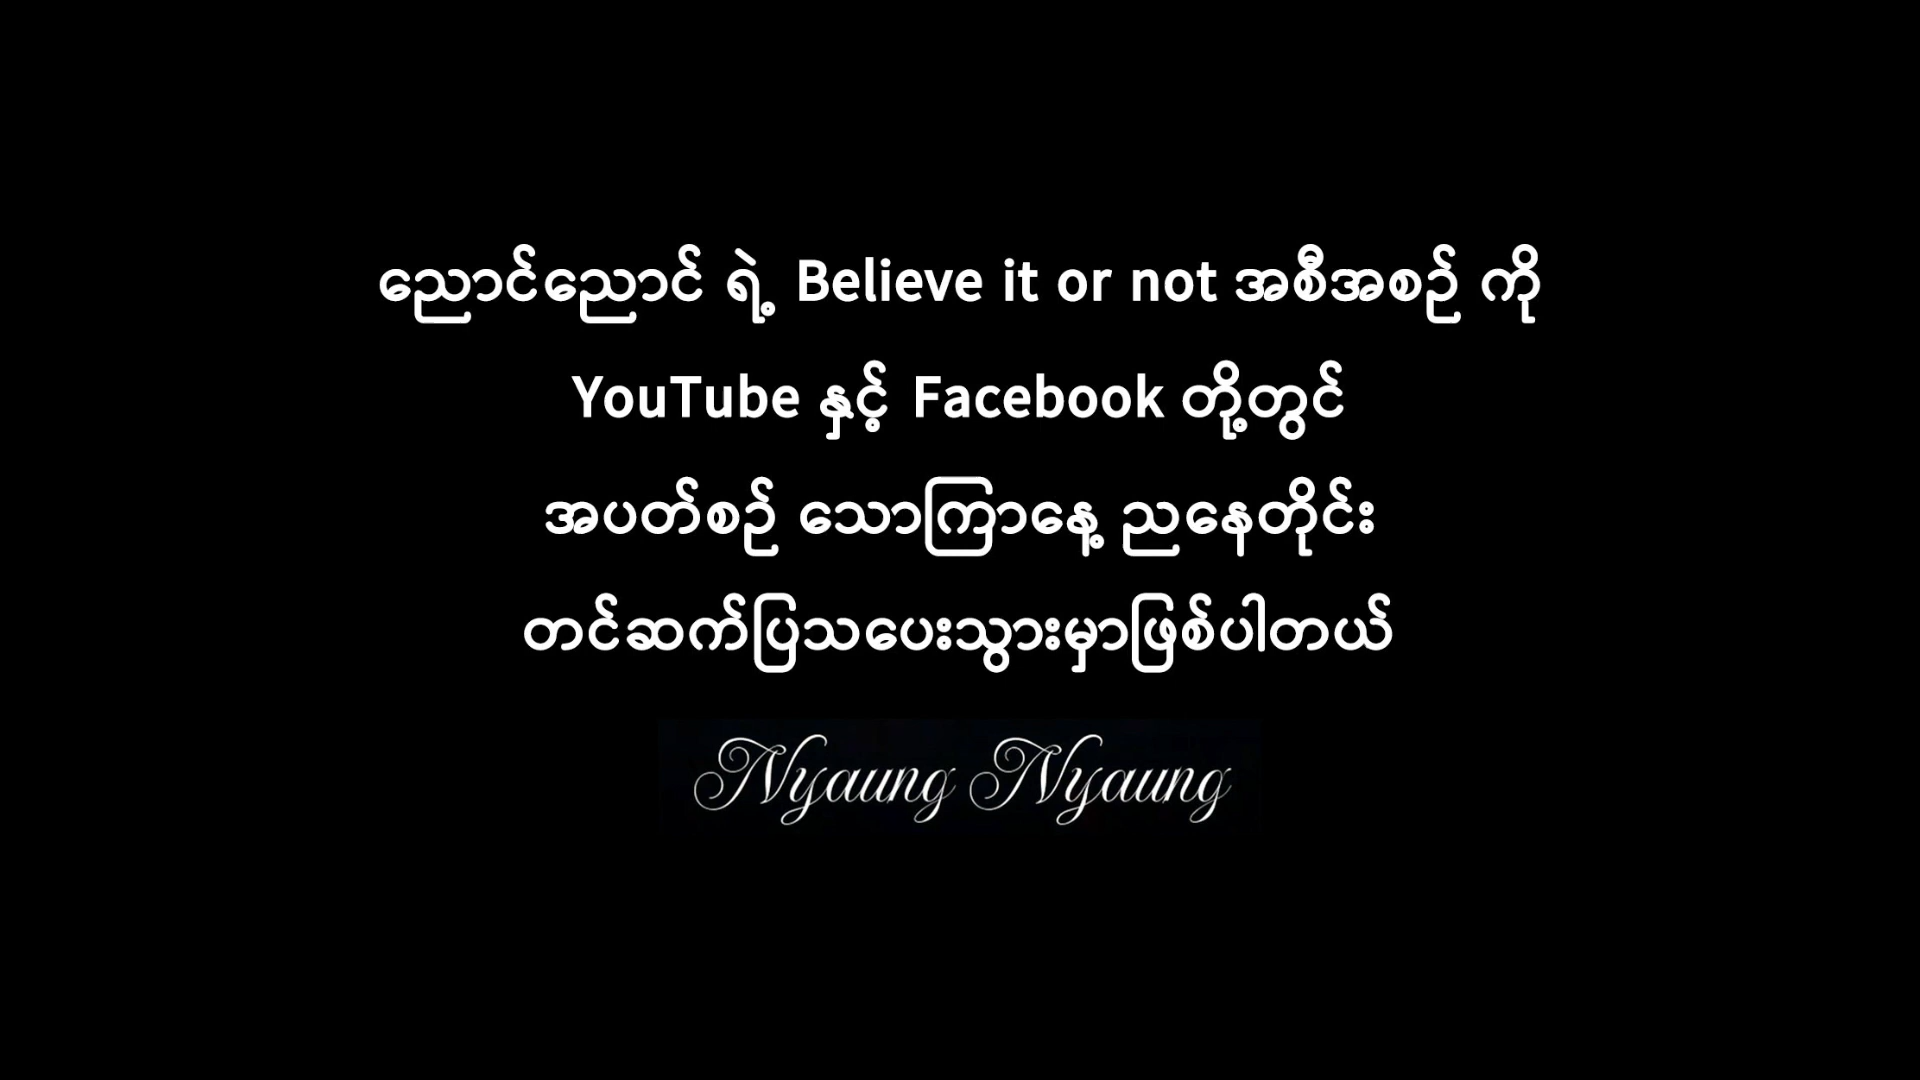 ညောင်ညောင် ရဲ့ Believe it or not အစီအစဉ် ကို
YouTube နှင့် Facebook တို့တွင်
အပတ်စဉ် သောကြာနေ့ ညနေတိုင်း
တင်ဆက်ပြသပေးသွားမှာဖြစ်ပါတယ်
Nyaung Nyaung